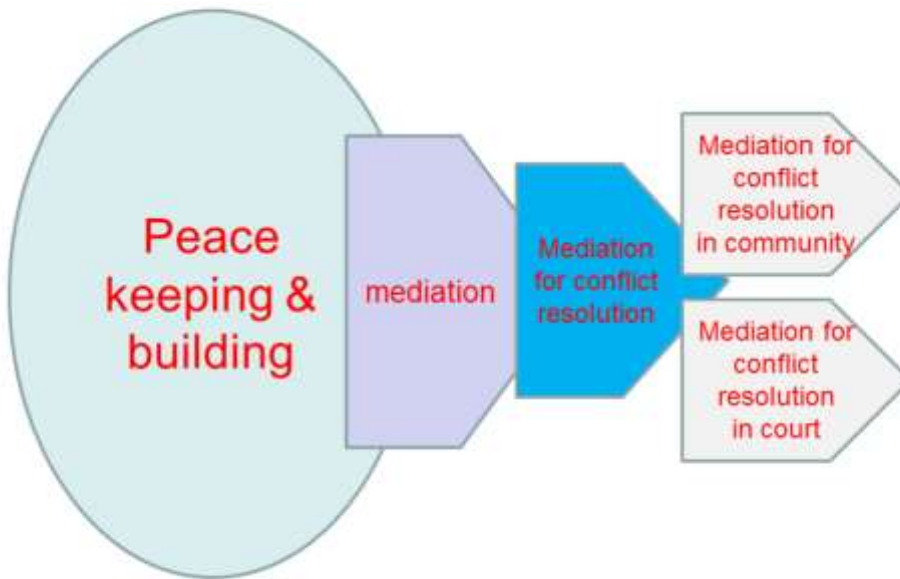 Peace
keeping &
building
mediation
Mediation
for conflict
resolution
Mediation for
conflict
resolution
in community
Mediation for
conflict
resolution
in court